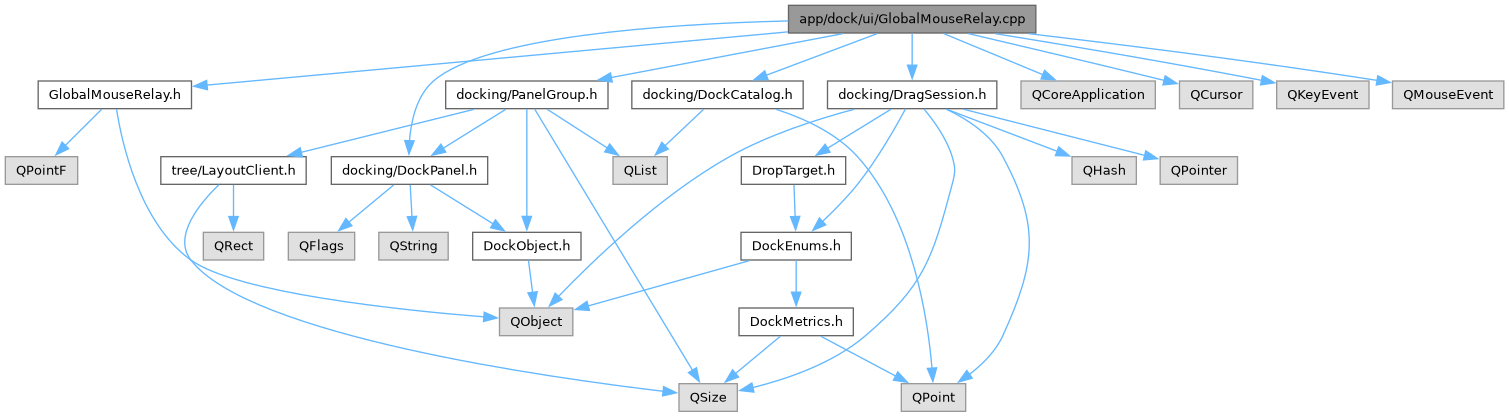 app/dock/ui/GlobalMouseRelay.cpp
GlobalMouseRelay.h
docking/PanelGroup.h
docking/DockCatalog.h
docking/DragSession.h
QCoreApplication
QCursor
QKeyEvent
QMouseEvent
QPointF
tree/LayoutClient.h
docking/DockPanel.h
QList
DropTarget.h
QHash
QPointer
QRect
QFlags
QString
DockObject.h
DockEnums.h
QObject
DockMetrics.h
QSize
QPoint